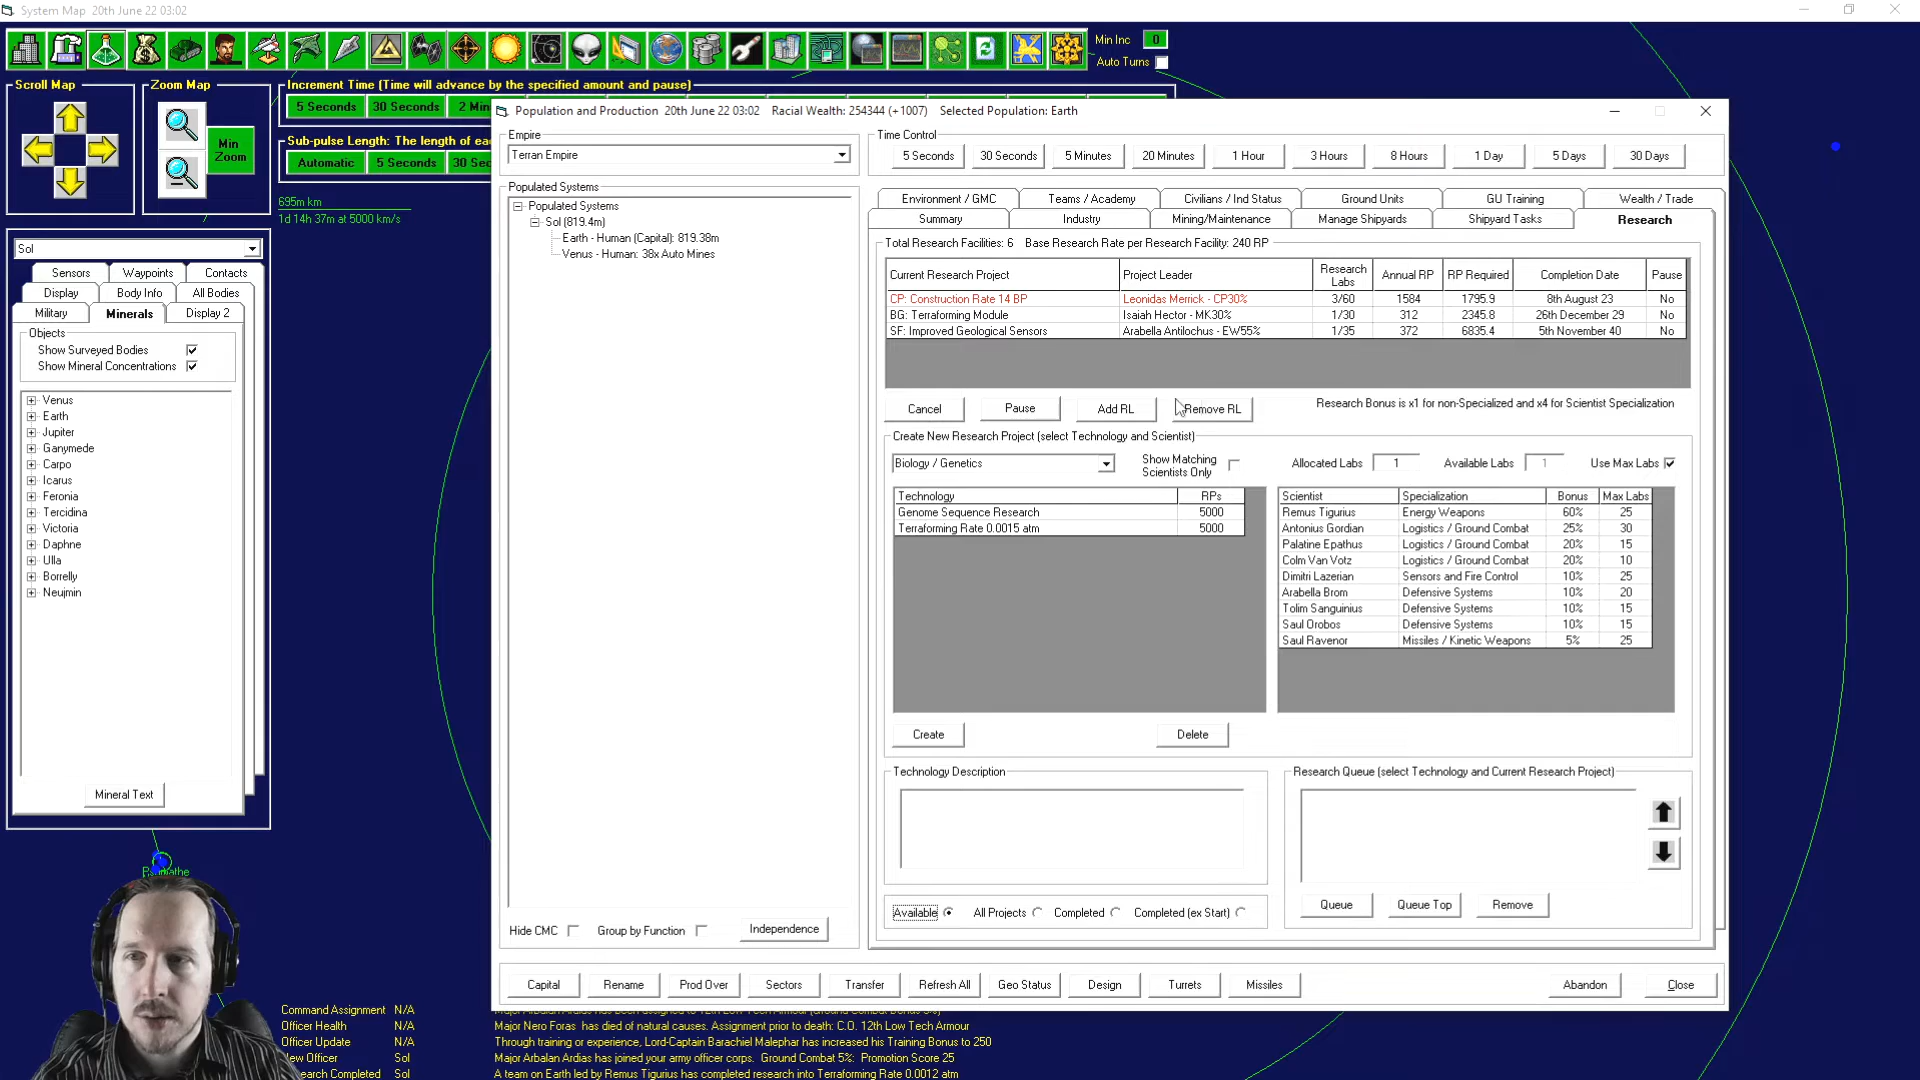 System Map  20th June 22 03:02
Min Inc 0
Auto Turns
Scroll Map
Zoom Map
Min Zoom
Increment Time (Time will advance by the specified amount and pause)
5 Seconds 30 Seconds 2 Min
Sub-pulse Length: The length of ea
Automatic 5 Seconds 30 Sec
695m km
1d 14h 37m at 5000 km/s
Sol
Sensors Waypoints Contacts
Display Body Info All Bodies
Military Minerals Display 2
Objects
Show Surveyed Bodies
Show Mineral Concentrations
Venus
Earth
Jupiter
Ganymede
Carpo
Icarus
Feronia
Tercidina
Victoria
Daphne
Ulla
Borrelly
Neujmin
Mineral Text
Population and Production  20th June 22 03:02  Racial Wealth: 254344 (+1007)  Selected Population: Earth
Empire
Terran Empire
Populated Systems
Populated Systems
Sol (819.4m)
Earth - Human (Capital): 819.38m
Venus - Human: 38x Auto Mines
Hide CMC Group by Function Independence
Time Control
5 Seconds 30 Seconds 5 Minutes 20 Minutes 1 Hour 3 Hours 8 Hours 1 Day 5 Days 30 Days
Environment / GMC Teams / Academy Civilians / Ind Status Ground Units GU Training Wealth / Trade
Summary Industry Mining/Maintenance Manage Shipyards Shipyard Tasks Research
Total Research Facilities: 6  Base Research Rate per Research Facility: 240 RP
Current Research Project Project Leader Research Labs Annual RP RP Required Completion Date Pause
CP: Construction Rate 14 BP Leonidas Merrick - CP30% 3/60 1584 1795.9 8th August 23 No
BG: Terraforming Module Isaiah Hector - MK30% 1/30 312 2345.8 26th December 29 No
SF: Improved Geological Sensors Arabella Antilochus - EW55% 1/35 372 6835.4 5th November 40 No
Cancel Pause Add RL Remove RL Research Bonus is x1 for non-Specialized and x4 for Scientist Specialization
Create New Research Project (select Technology and Scientist)
Biology / Genetics Show Matching Scientists Only Allocated Labs 1 Available Labs 1 Use Max Labs
Technology RPs
Genome Sequence Research 5000
Terraforming Rate 0.0015 atm 5000
Scientist Specialization Bonus Max Labs
Remus Tigurius Energy Weapons 60% 25
Antonius Gordian Logistics / Ground Combat 25% 30
Palatine Epathus Logistics / Ground Combat 20% 15
Colm Van Votz Logistics / Ground Combat 20% 10
Dimitri Lazerian Sensors and Fire Control 10% 25
Arabella Brom Defensive Systems 10% 20
Tolim Sanguinius Defensive Systems 10% 15
Saul Orobos Defensive Systems 10% 15
Saul Ravenor Missiles / Kinetic Weapons 5% 25
Create Delete
Technology Description
Research Queue (select Technology and Current Research Project)
Queue Queue Top Remove
Available All Projects Completed Completed (ex Start)
Capital Rename Prod Over Sectors Transfer Refresh All Geo Status Design Turrets Missiles Abandon Close
Command Assignment N/A
Officer Health N/A Major Nero Foras  has died of natural causes. Assignment prior to death: C.O. 12th Low Tech Armour
Officer Update N/A Through training or experience, Lord-Captain Barachiel Malephar has increased his Training Bonus to 250
New Officer Sol Major Arbalan Ardias has joined your army officer corps.  Ground Combat 5%:  Promotion Score 25
earch Completed Sol A team on Earth led by Remus Tigurius has completed research into Terraforming Rate 0.0012 atm